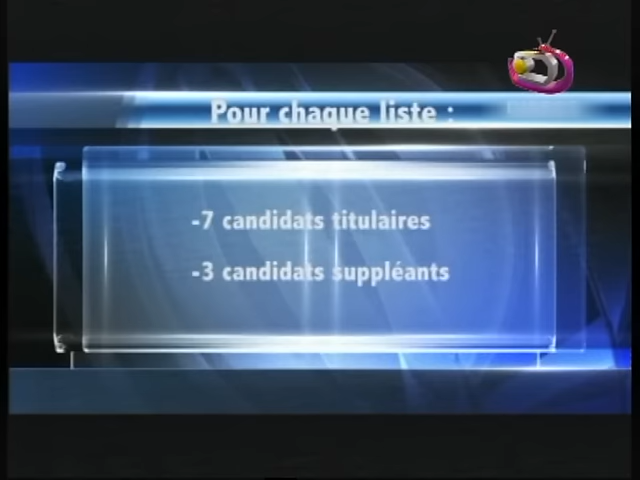 Pour chaque liste :
-7 candidats titulaires
-3 candidats suppléants